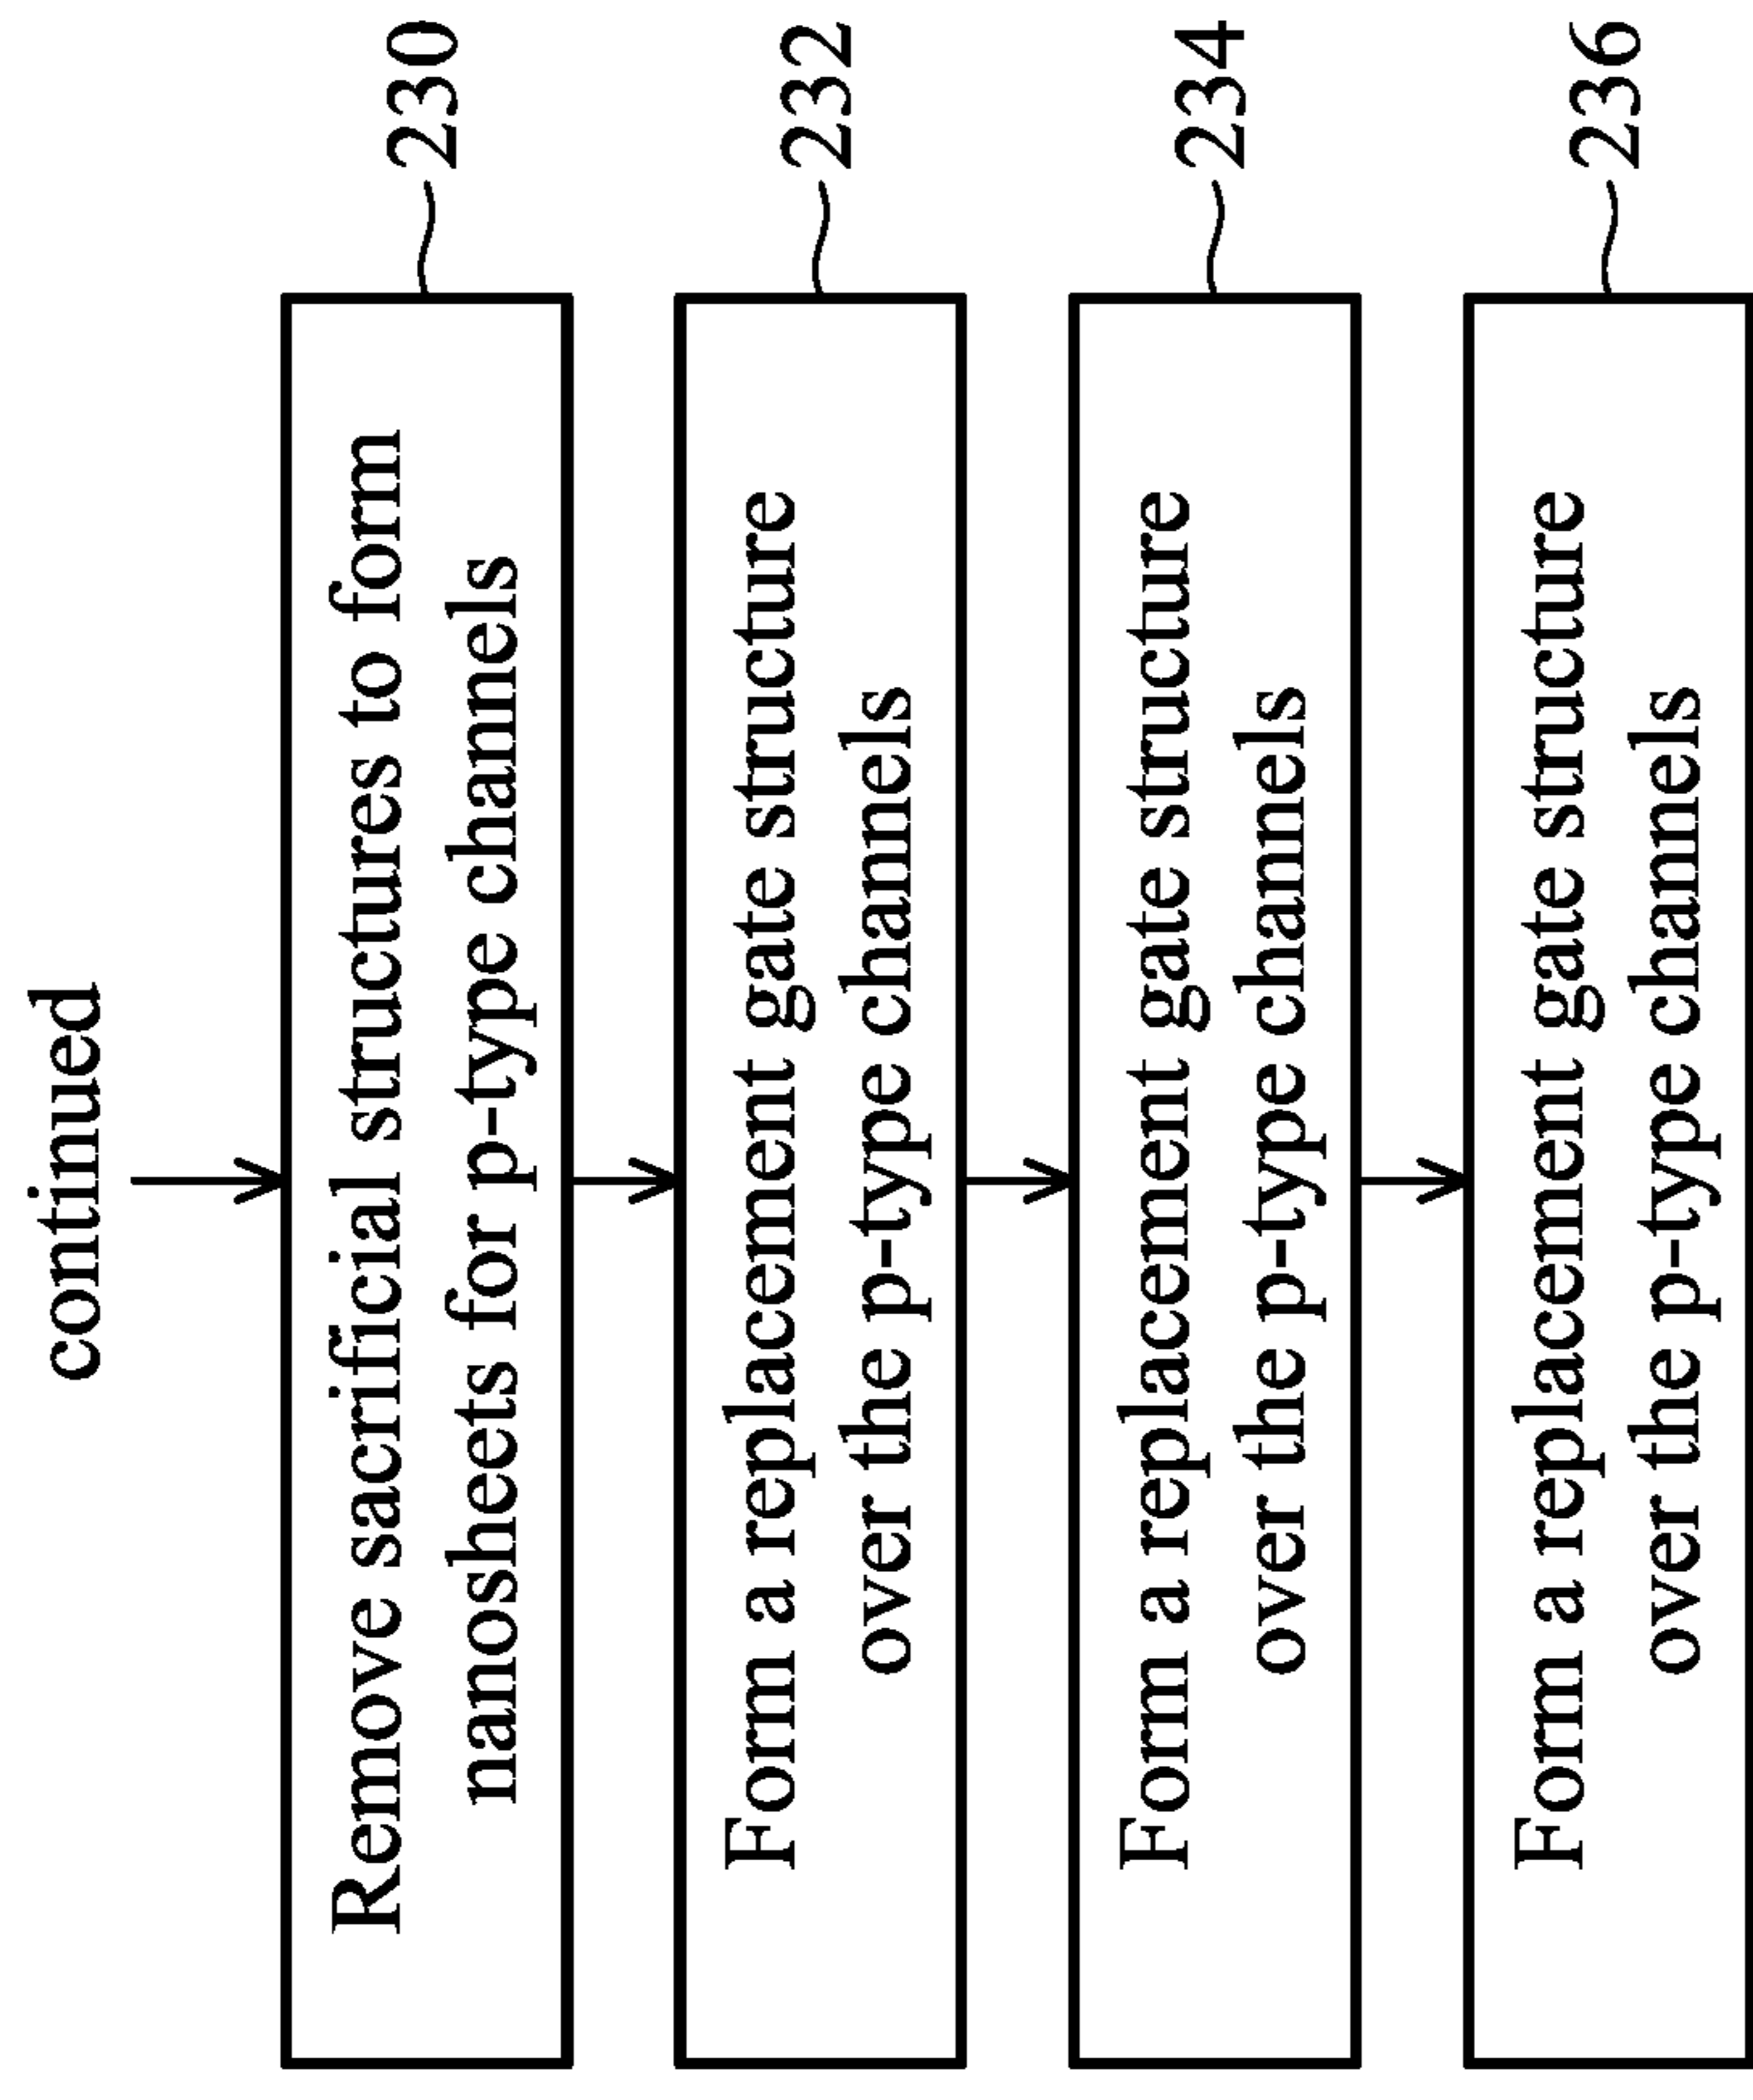 continued
Remove sacrificial structures to form
nanosheets for p-type channels
230
Form a replacement gate structure
over the p-type channels
232
Form a replacement gate structure
over the p-type channels
234
Form a replacement gate structure
over the p-type channels
236